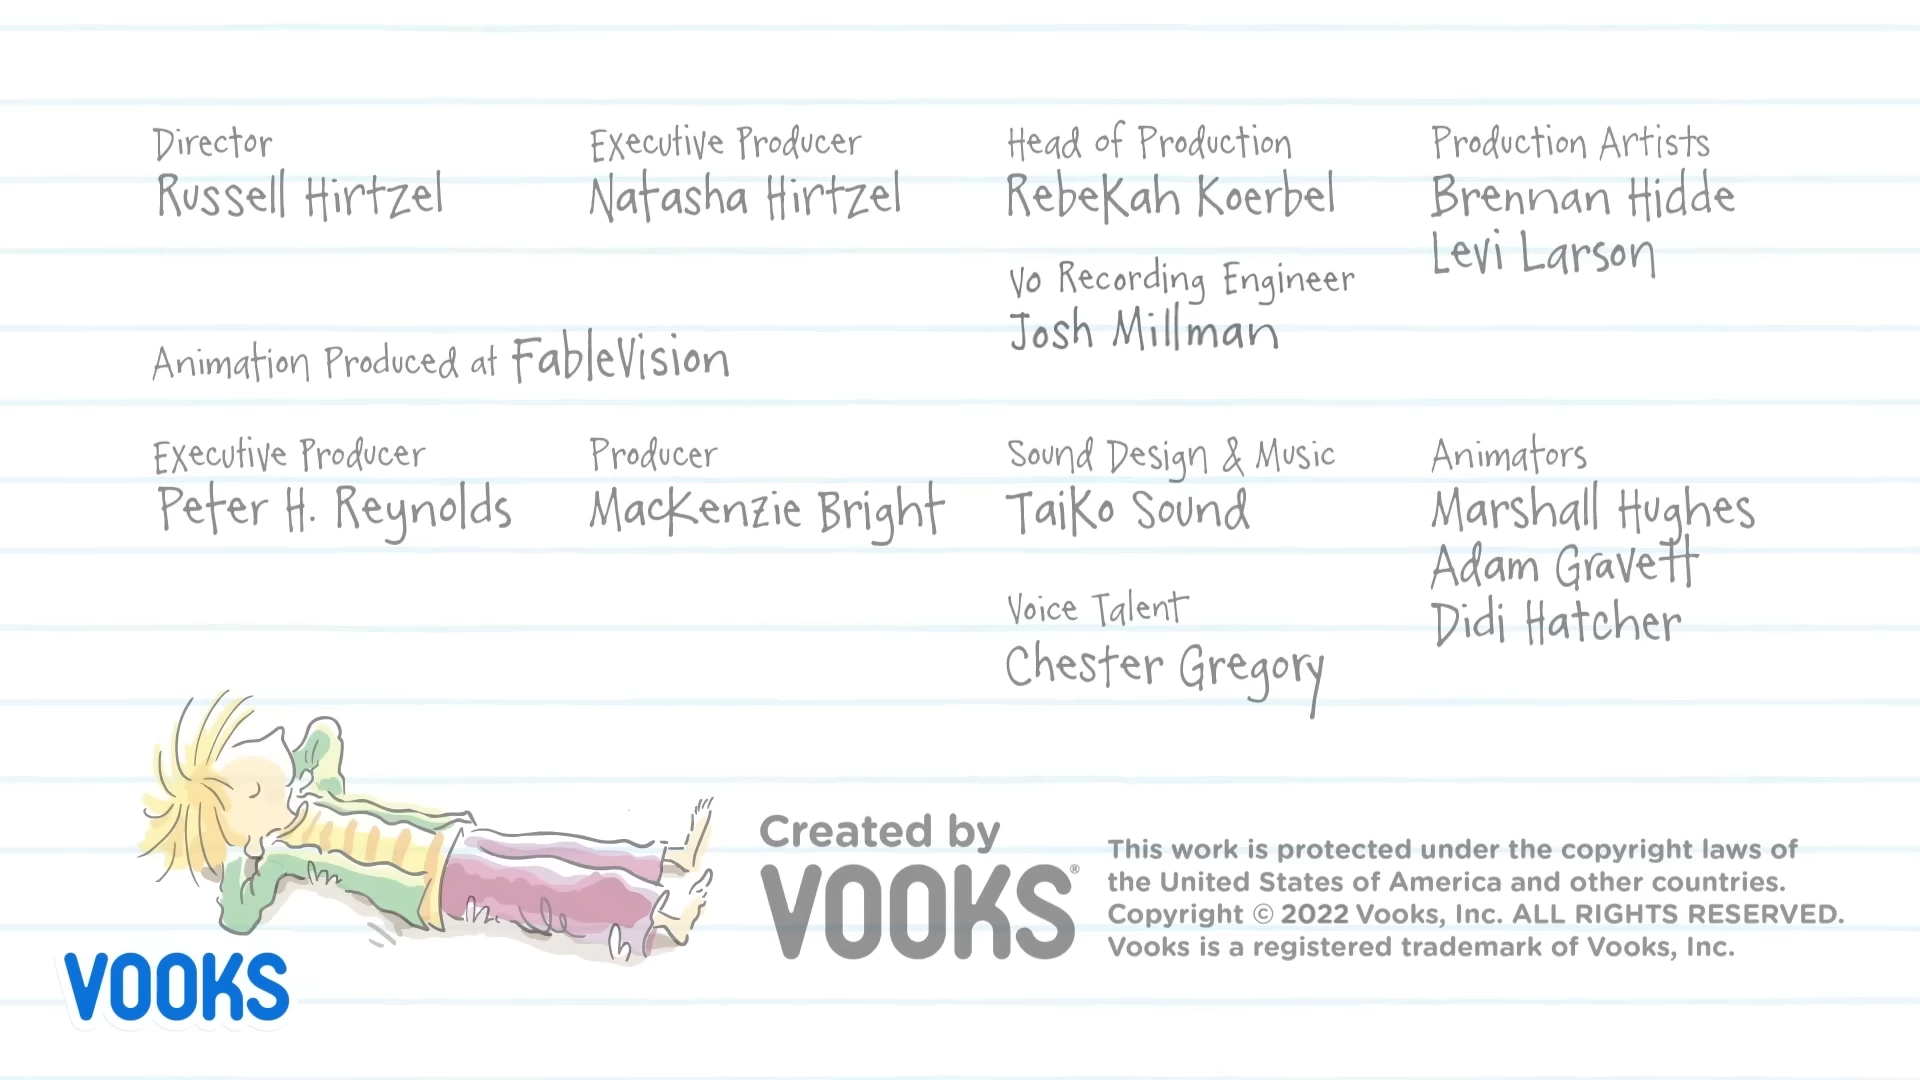 Director
Russell Hirtzel
Executive Producer
Natasha Hirtzel
Head of Production
Rebekah Koerbel
Vo Recording Engineer
Josh Millman
Production Artists
Brennan Hidde
Levi Larson
Animation Produced at FableVision
Executive Producer
Peter H. Reynolds
Producer
Mackenzie Bright
Sound Design & Music
Taiko Sound
Voice Talent
Chester Gregory
Animators
Marshall Hughes
Adam Gravett
Didi Hatcher
Created by
VOOKS®
This work is protected under the copyright laws of
the United States of America and other countries.
Copyright © 2022 Vooks, Inc. ALL RIGHTS RESERVED.
Vooks is a registered trademark of Vooks, Inc.
VOOKS